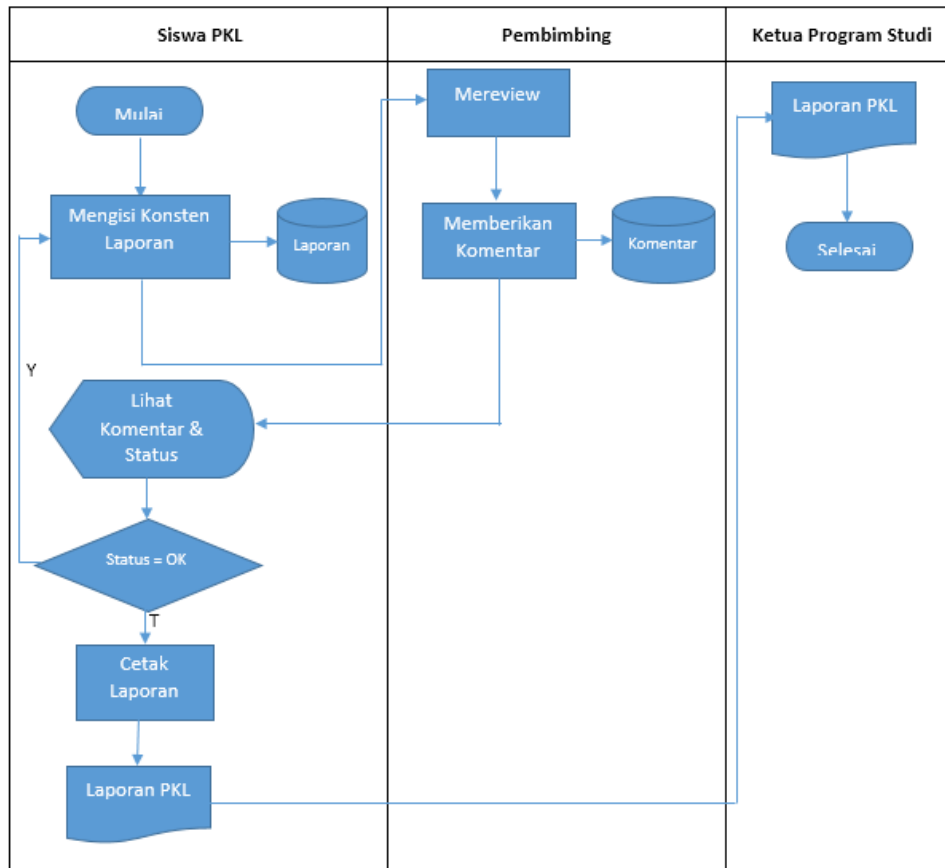 Siswa PKL
Pembimbing
Ketua Program Studi
Mulai
Mengisi Konsten
Laporan
Laporan
Y
Lihat
Komentar &
Status
Status = OK
T
Cetak
Laporan
Laporan PKL
Mereview
Memberikan
Komentar
Komentar
Laporan PKL
Selesai